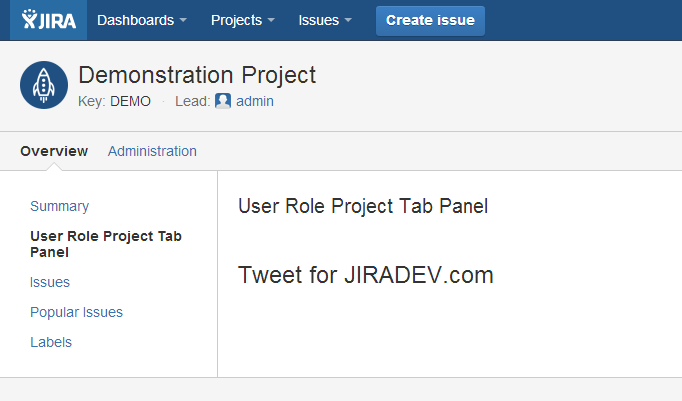 JIRA Dashboards Projects Issues Create issue
Demonstration Project
Key: DEMO · Lead: admin
Overview Administration
Summary
User Role Project Tab
Panel
Issues
Popular Issues
Labels
User Role Project Tab Panel
Tweet for JIRADEV.com